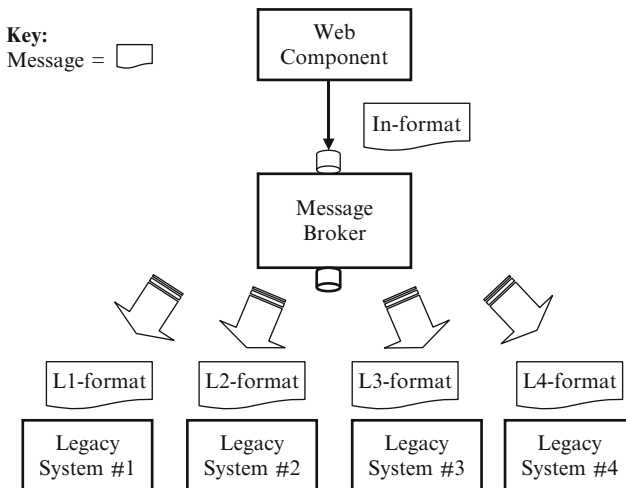 Key:
Message =
Web
Component
In-format
Message
Broker
L1-format
L2-format
L3-format
L4-format
Legacy
System #1
Legacy
System #2
Legacy
System #3
Legacy
System #4